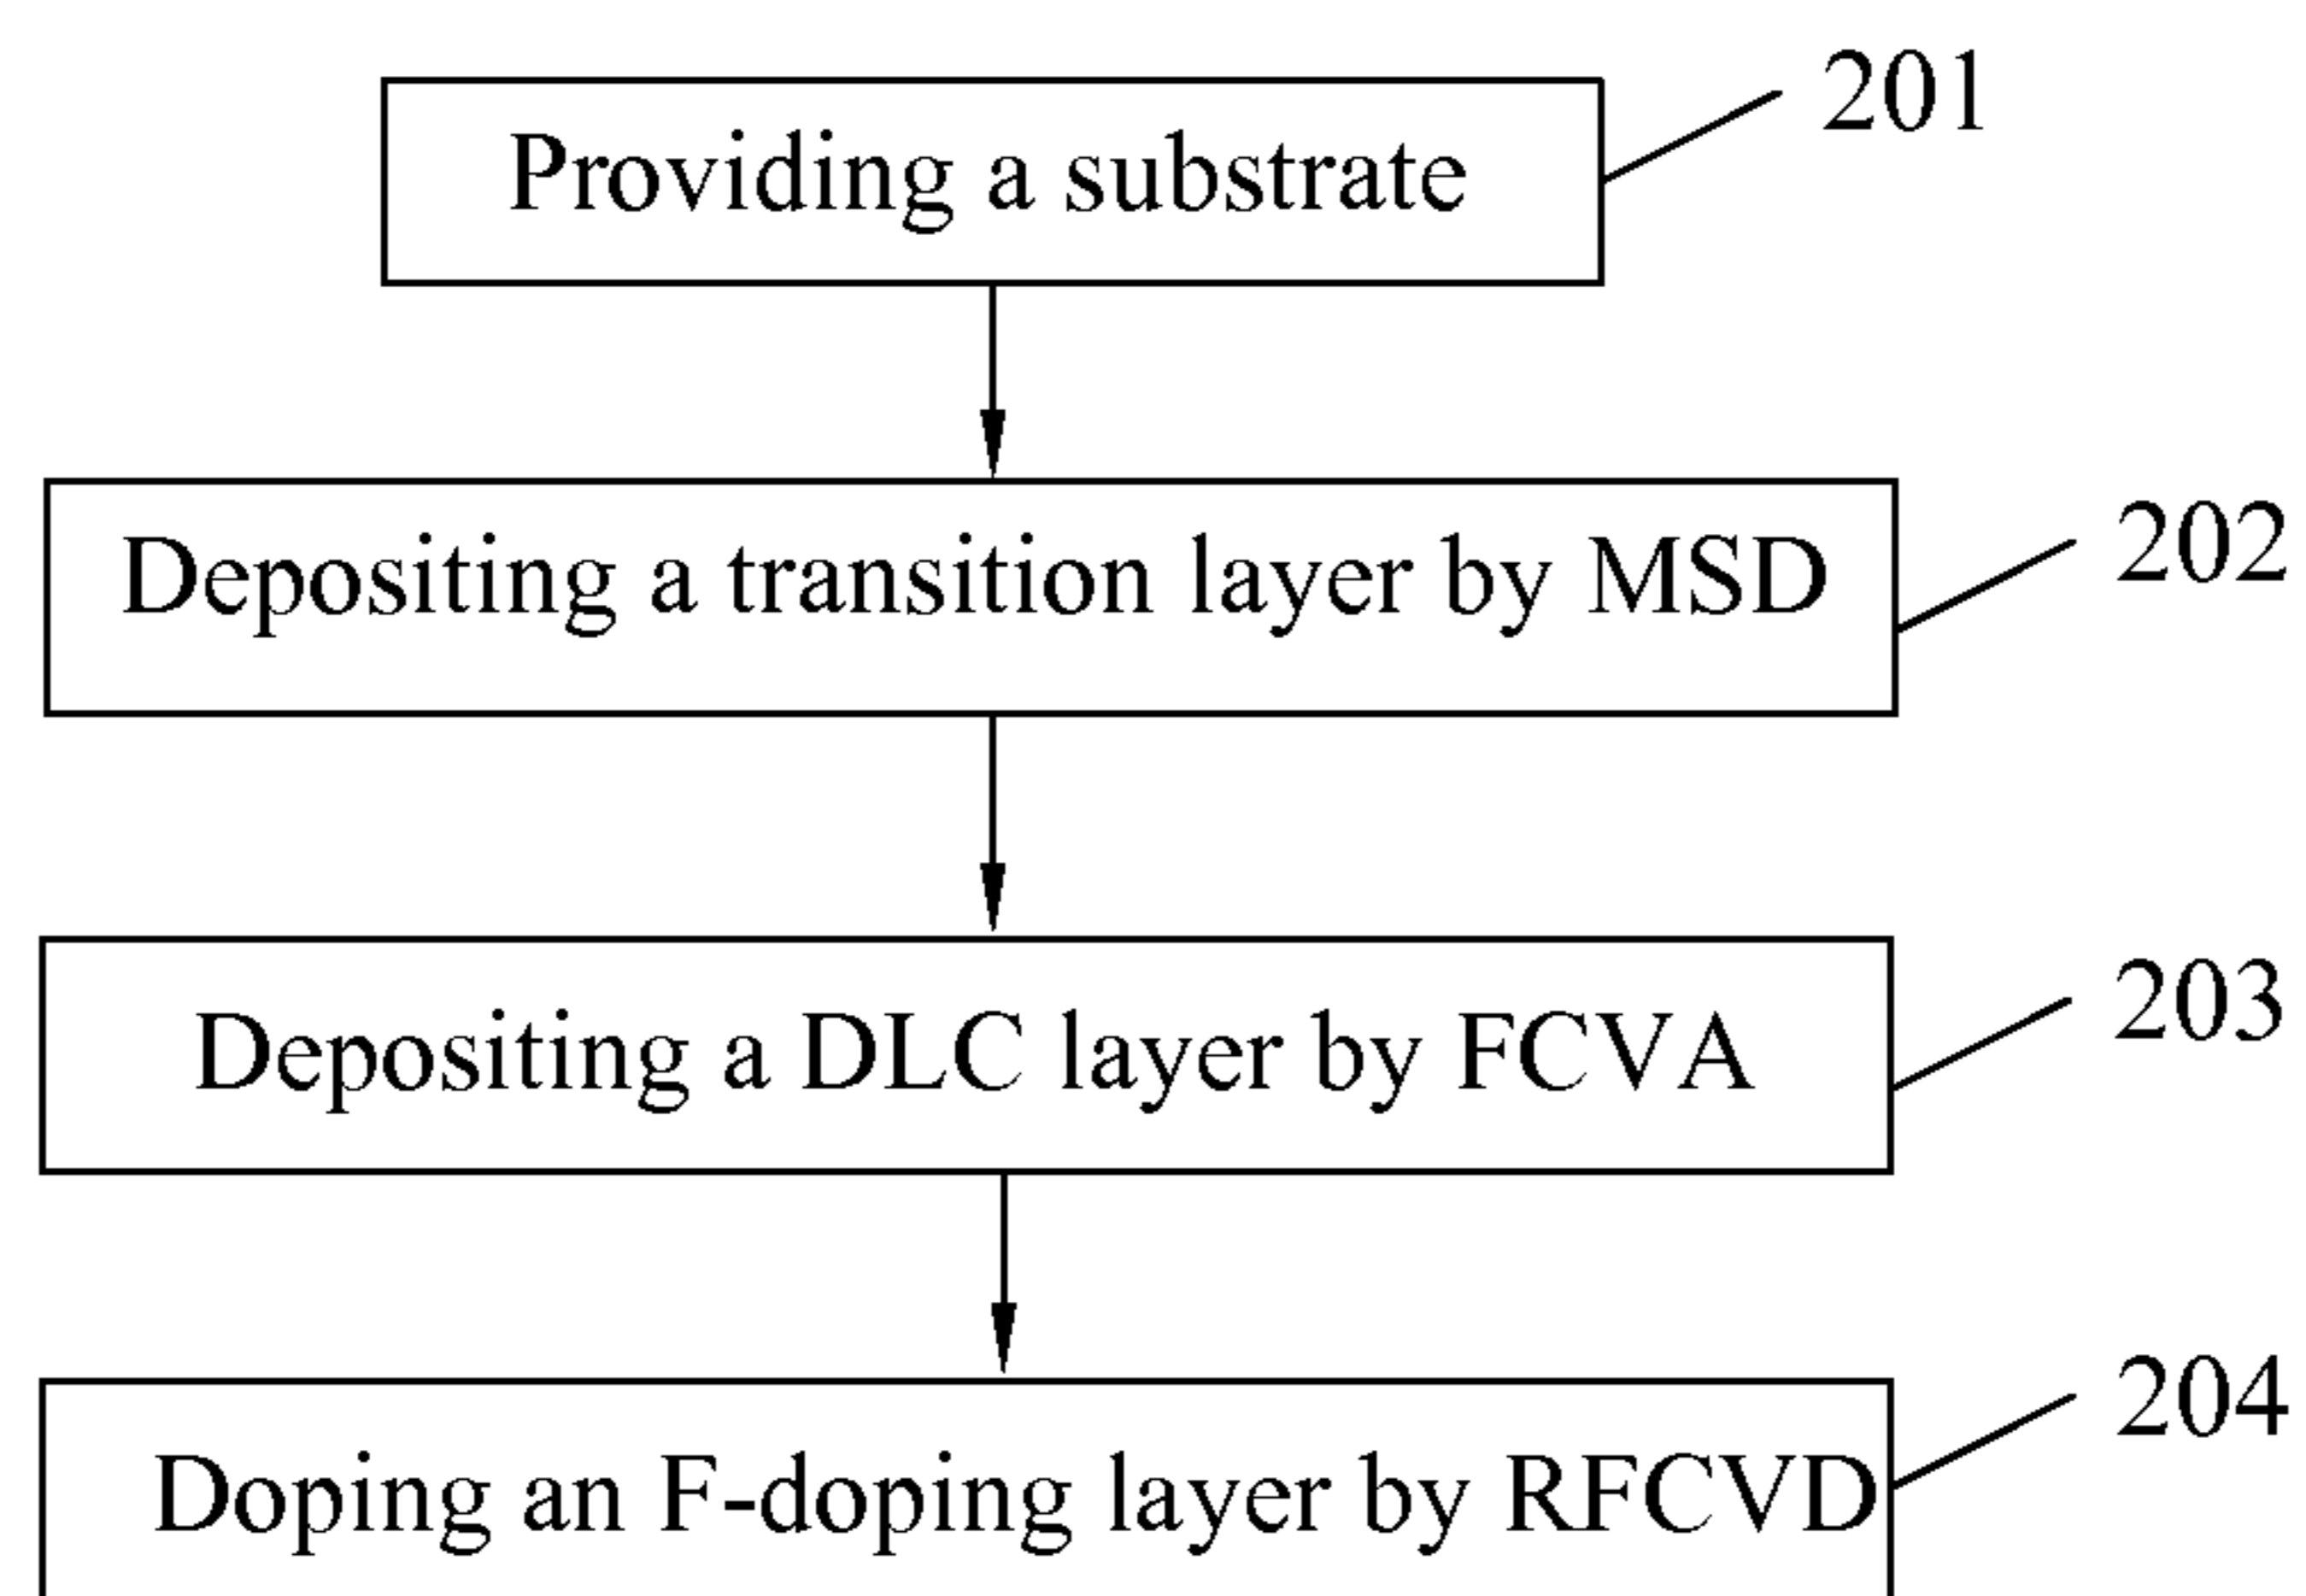 Providing a substrate 201
Depositing a transition layer by MSD 202
Depositing a DLC layer by FCVA 203
Doping an F-doping layer by RFCVD 204